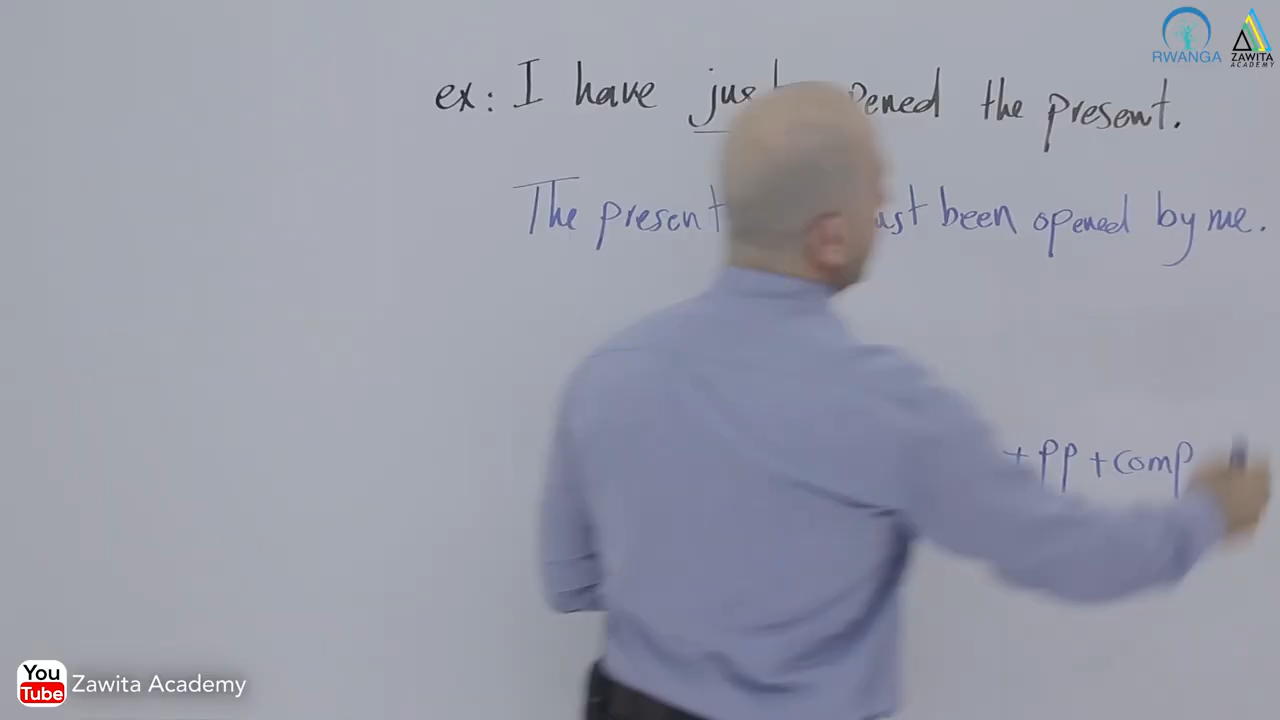 ex: I have just opened the present.
The present just been opened by me.
+ pp + comp
RWANGA
ZAWITA
ACADEMY
You
Tube
Zawita Academy